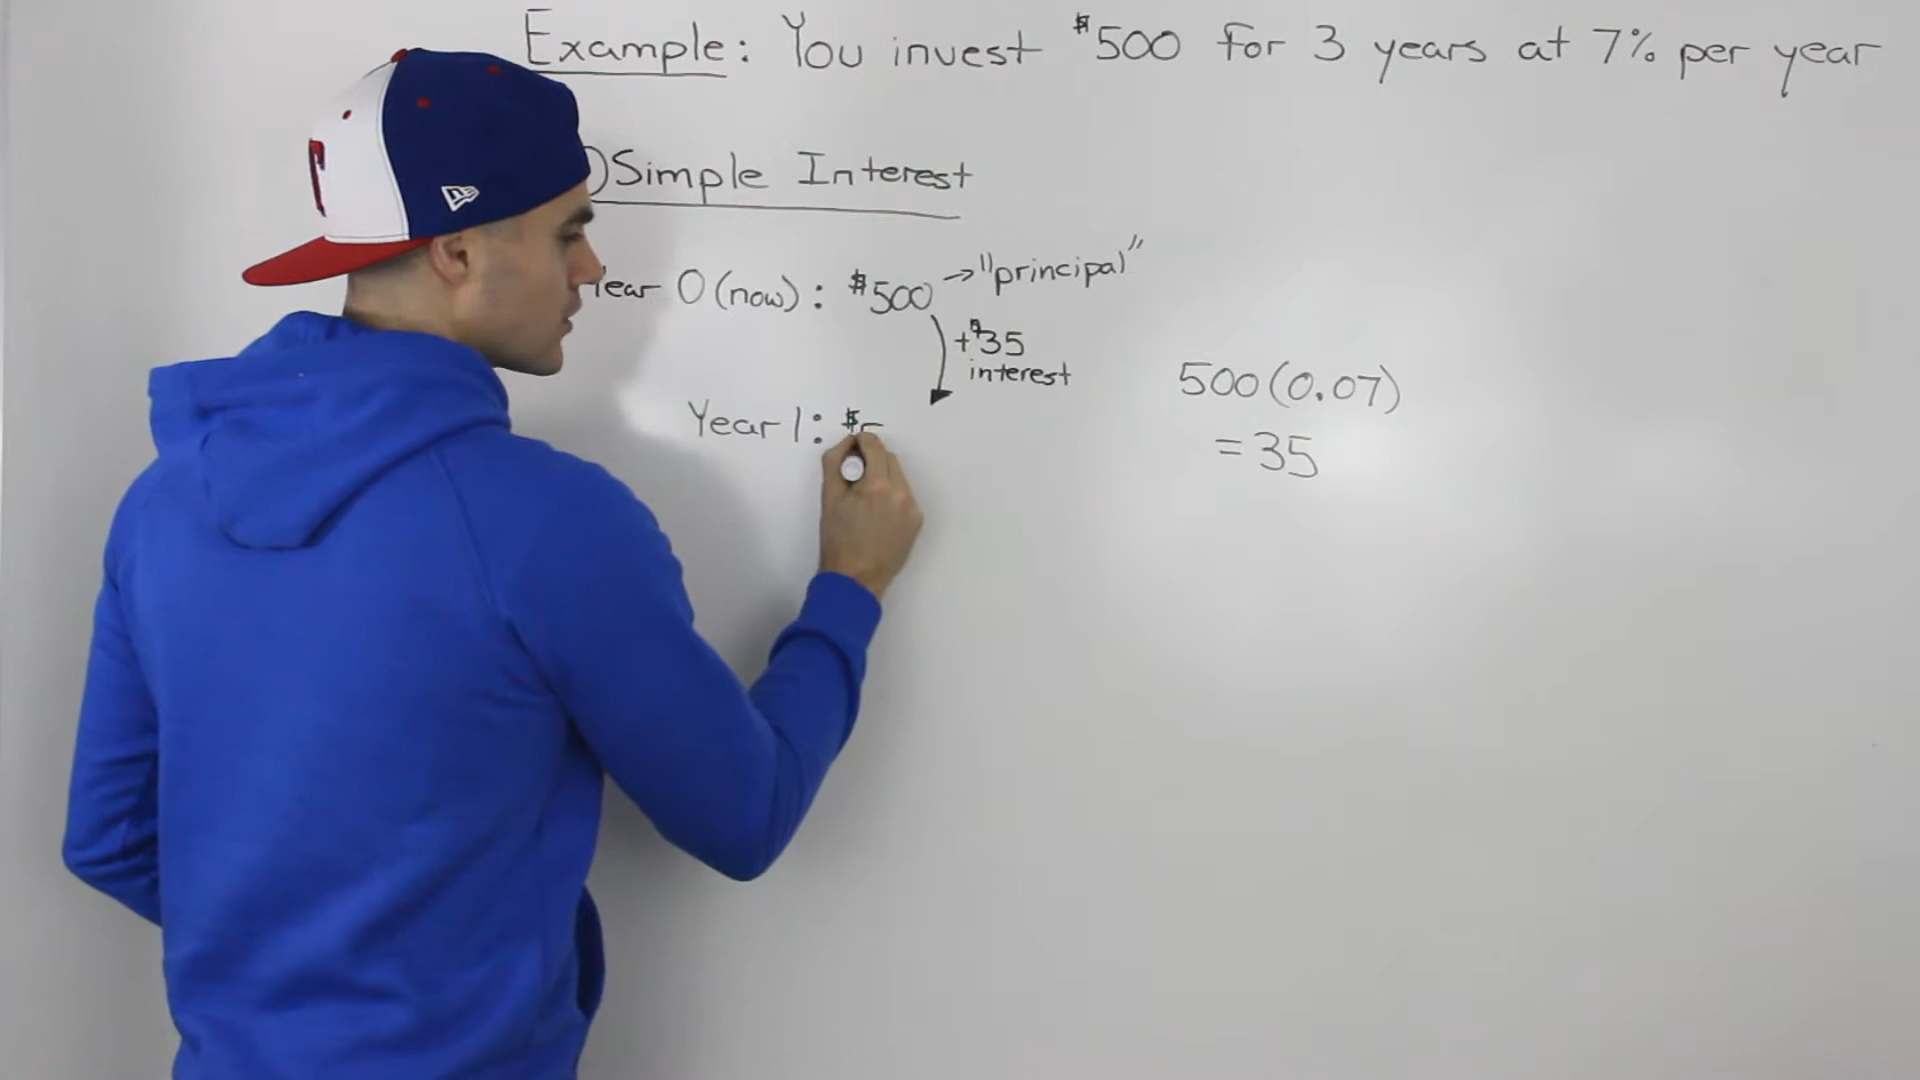 Example: You invest $500 for 3 years at 7% per year
)Simple Interest
Year 0 (now): $500 → "principal"
+$35
interest
500(0.07)
= 35
Year 1: $5